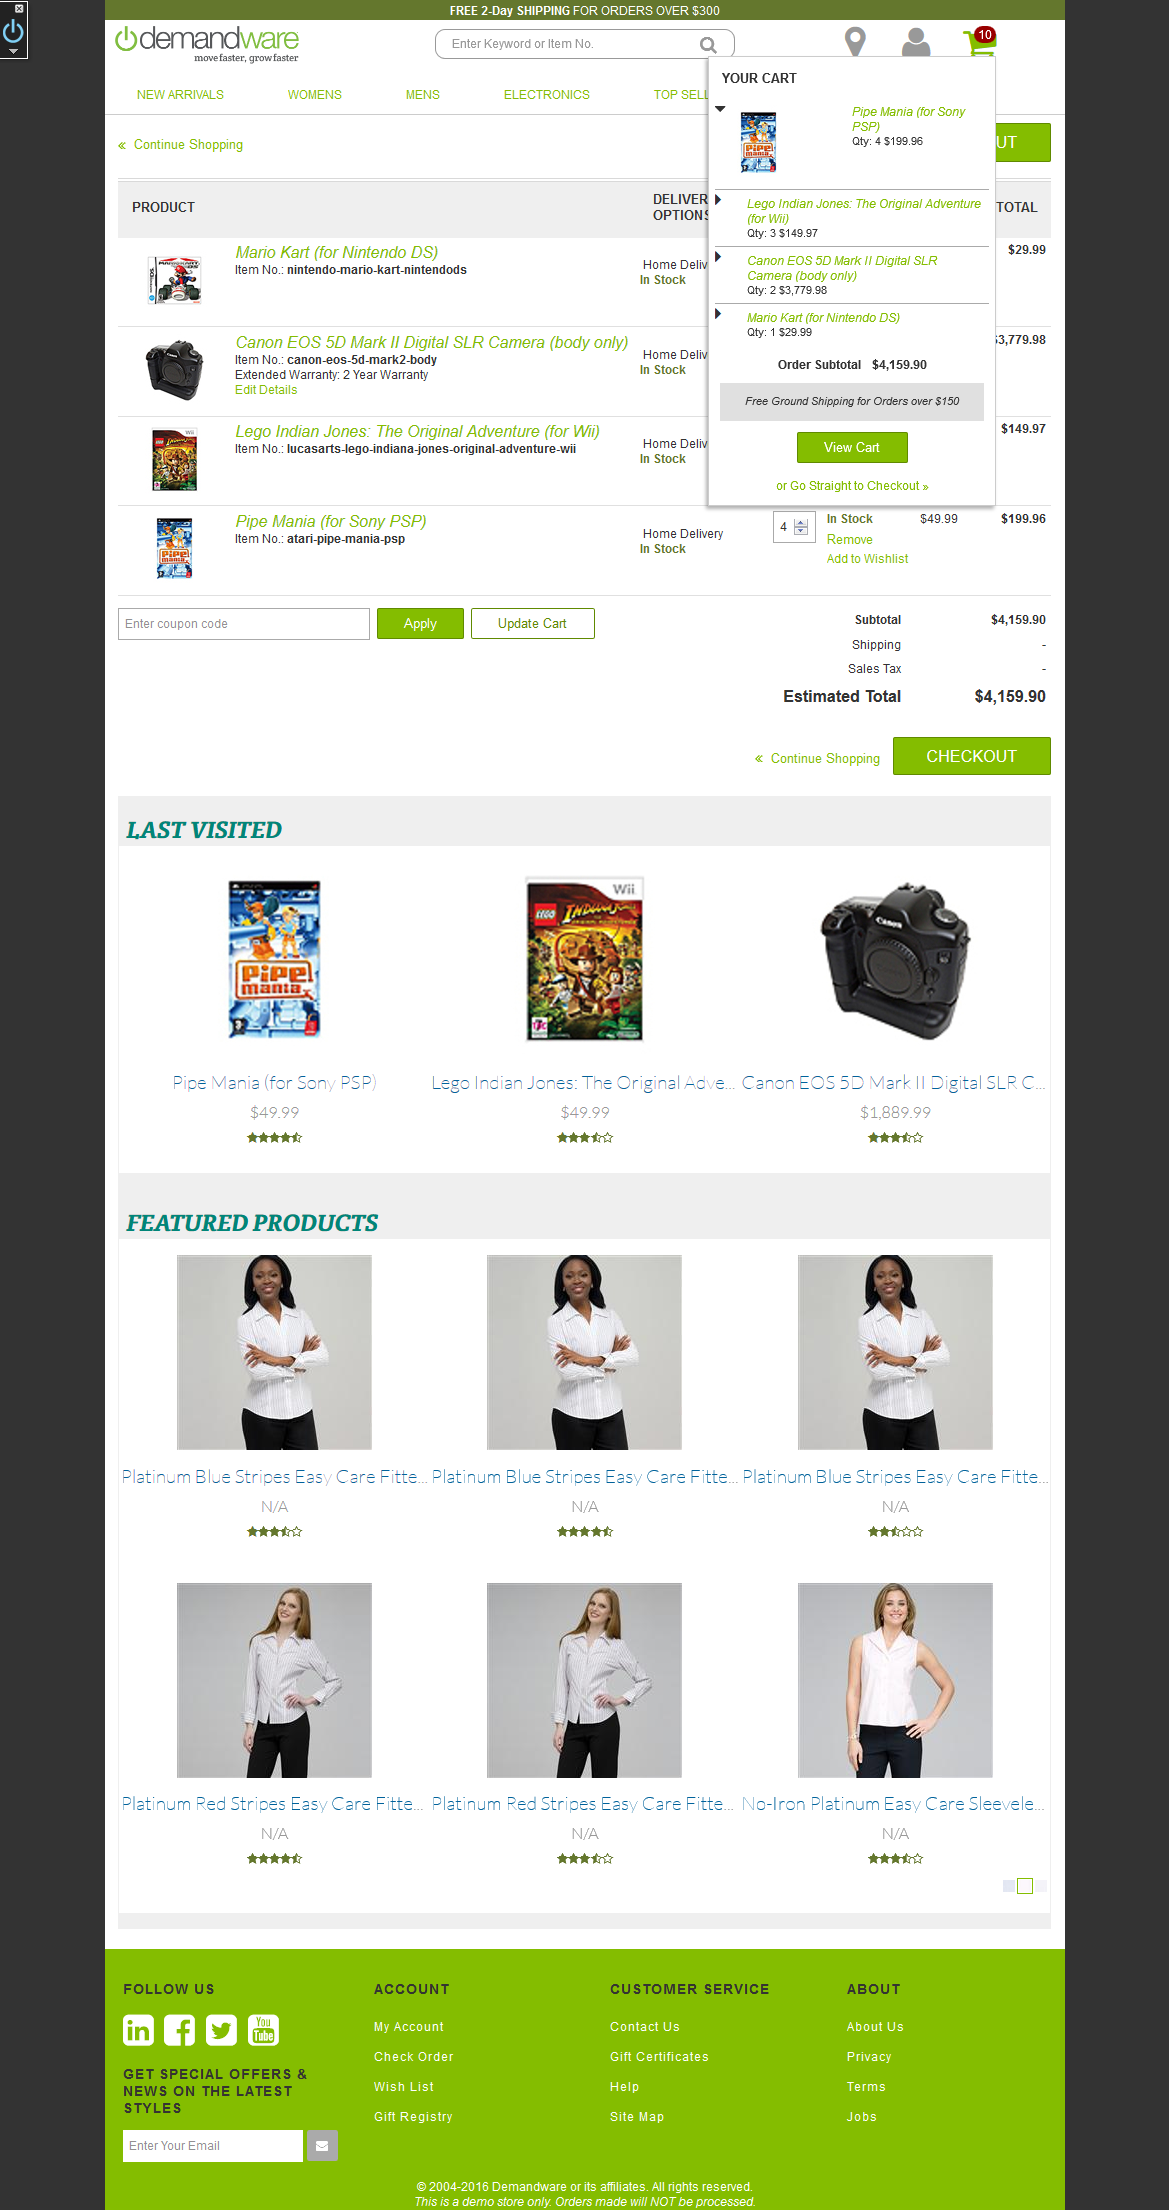 FREE 2-Day SHIPPING FOR ORDERS OVER $300
demandware
move faster, grow faster
Enter Keyword or Item No.
10
NEW ARRIVALS
WOMENS
MENS
ELECTRONICS
TOP SELL
YOUR CART
Pipe Mania (for Sony
PSP)
Qty: 4 $199.96
Lego Indian Jones: The Original Adventure
(for Wii)
Qty: 3 $149.97
Canon EOS 5D Mark II Digital SLR
Camera (body only)
Qty: 2 $3,779.98
Mario Kart (for Nintendo DS)
Qty: 1 $29.99
Order Subtotal $4,159.90
Free Ground Shipping for Orders over $150
View Cart
or Go Straight to Checkout »
« Continue Shopping
UT
PRODUCT
DELIVER
OPTIONS
TOTAL
Mario Kart (for Nintendo DS)
Item No.: nintendo-mario-kart-nintendods
Home Deliv
In Stock
$29.99
Canon EOS 5D Mark II Digital SLR Camera (body only)
Item No.: canon-eos-5d-mark2-body
Extended Warranty: 2 Year Warranty
Edit Details
Home Deliv
In Stock
$3,779.98
Lego Indian Jones: The Original Adventure (for Wii)
Item No.: lucasarts-lego-indiana-jones-original-adventure-wii
Home Deliv
In Stock
$149.97
Pipe Mania (for Sony PSP)
Item No.: atari-pipe-mania-psp
Home Delivery
In Stock
4
In Stock
Remove
Add to Wishlist
$49.99
$199.96
Enter coupon code
Apply
Update Cart
Subtotal $4,159.90
Shipping -
Sales Tax -
Estimated Total $4,159.90
« Continue Shopping
CHECKOUT
LAST VISITED
PiPe
mania
Wii
LEGO
INDIANA JONES
Canon
Pipe Mania (for Sony PSP)
$49.99
Lego Indian Jones: The Original Adve...
$49.99
Canon EOS 5D Mark II Digital SLR C...
$1,889.99
FEATURED PRODUCTS
Platinum Blue Stripes Easy Care Fitte...
N/A
Platinum Blue Stripes Easy Care Fitte...
N/A
Platinum Blue Stripes Easy Care Fitte...
N/A
Platinum Red Stripes Easy Care Fitte...
N/A
Platinum Red Stripes Easy Care Fitte...
N/A
No-Iron Platinum Easy Care Sleevele...
N/A
FOLLOW US
in
You
Tube
GET SPECIAL OFFERS &
NEWS ON THE LATEST
STYLES
Enter Your Email
ACCOUNT
My Account
Check Order
Wish List
Gift Registry
CUSTOMER SERVICE
Contact Us
Gift Certificates
Help
Site Map
ABOUT
About Us
Privacy
Terms
Jobs
© 2004-2016 Demandware or its affiliates. All rights reserved.
This is a demo store only. Orders made will NOT be processed.